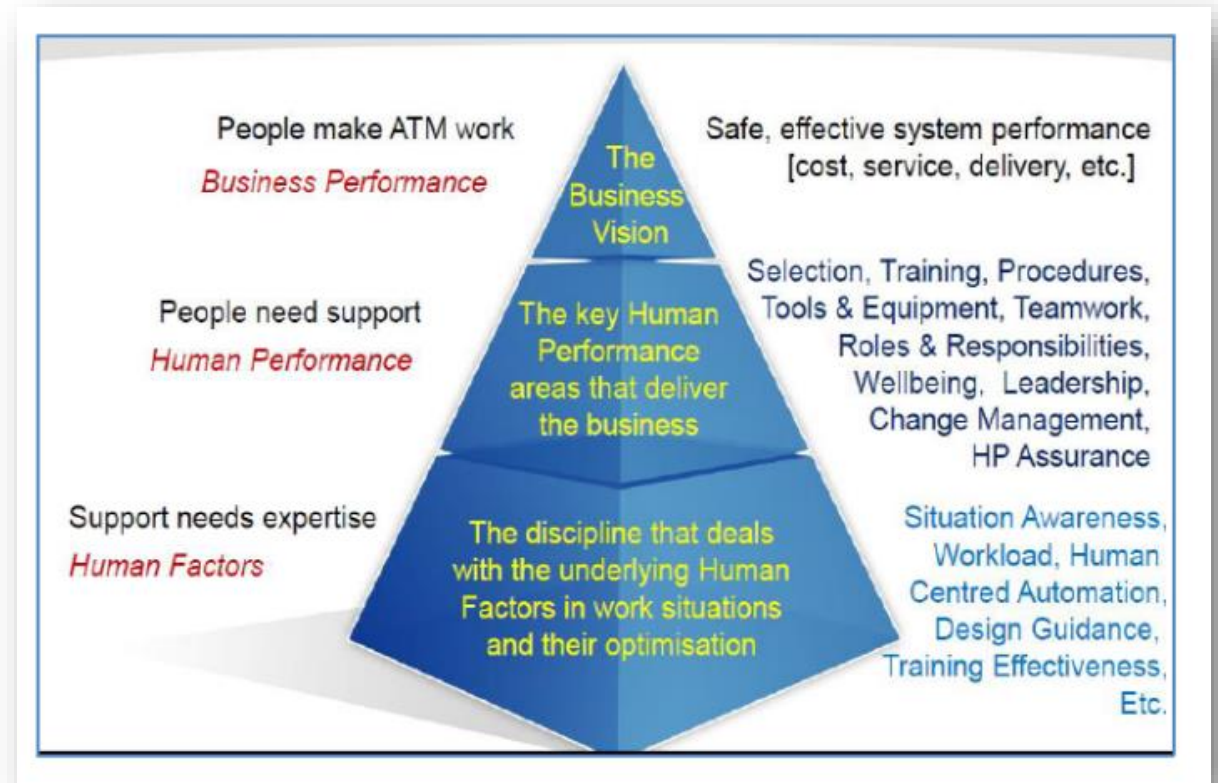 People make ATM work
Business Performance
The
Business
Vision
Safe, effective system performance
[cost, service, delivery, etc.]
People need support
Human Performance
The key Human
Performance
areas that deliver
the business
Selection, Training, Procedures,
Tools & Equipment, Teamwork,
Roles & Responsibilities,
Wellbeing, Leadership,
Change Management,
HP Assurance
Support needs expertise
Human Factors
The discipline that deals
with the underlying Human
Factors in work situations
and their optimisation
Situation Awareness,
Workload, Human
Centred Automation,
Design Guidance,
Training Effectiveness,
Etc.